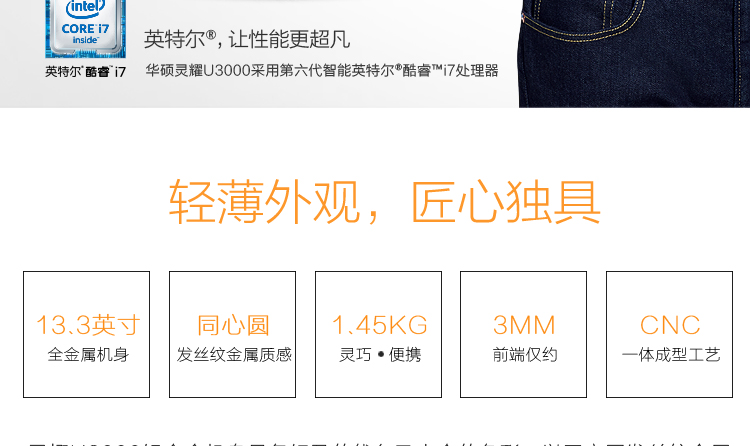 intel
CORE i7
inside™
英特尔® 酷睿™ i7
英特尔®，让性能更超凡
华硕灵耀U3000采用第六代智能英特尔®酷睿™i7处理器
轻薄外观，匠心独具
13.3英寸
全金属机身
同心圆
发丝纹金属质感
1.45KG
灵巧•便携
3MM
前端仅约
CNC
一体成型工艺